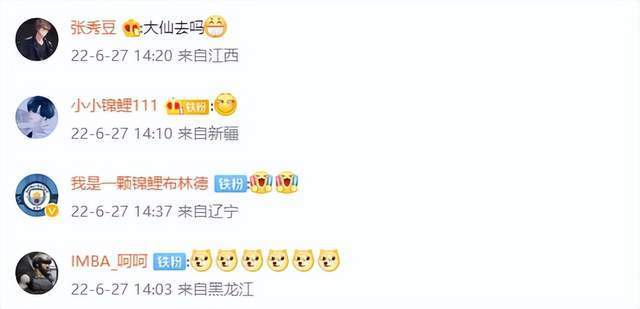 张秀豆 :大仙去吗
22-6-27 14:20 来自江西
小小锦鲤111 铁粉:
22-6-27 14:10 来自新疆
我是一颗锦鲤布林德 铁粉:
22-6-27 14:37 来自辽宁
IMBA_呵呵 铁粉:
22-6-27 14:03 来自黑龙江